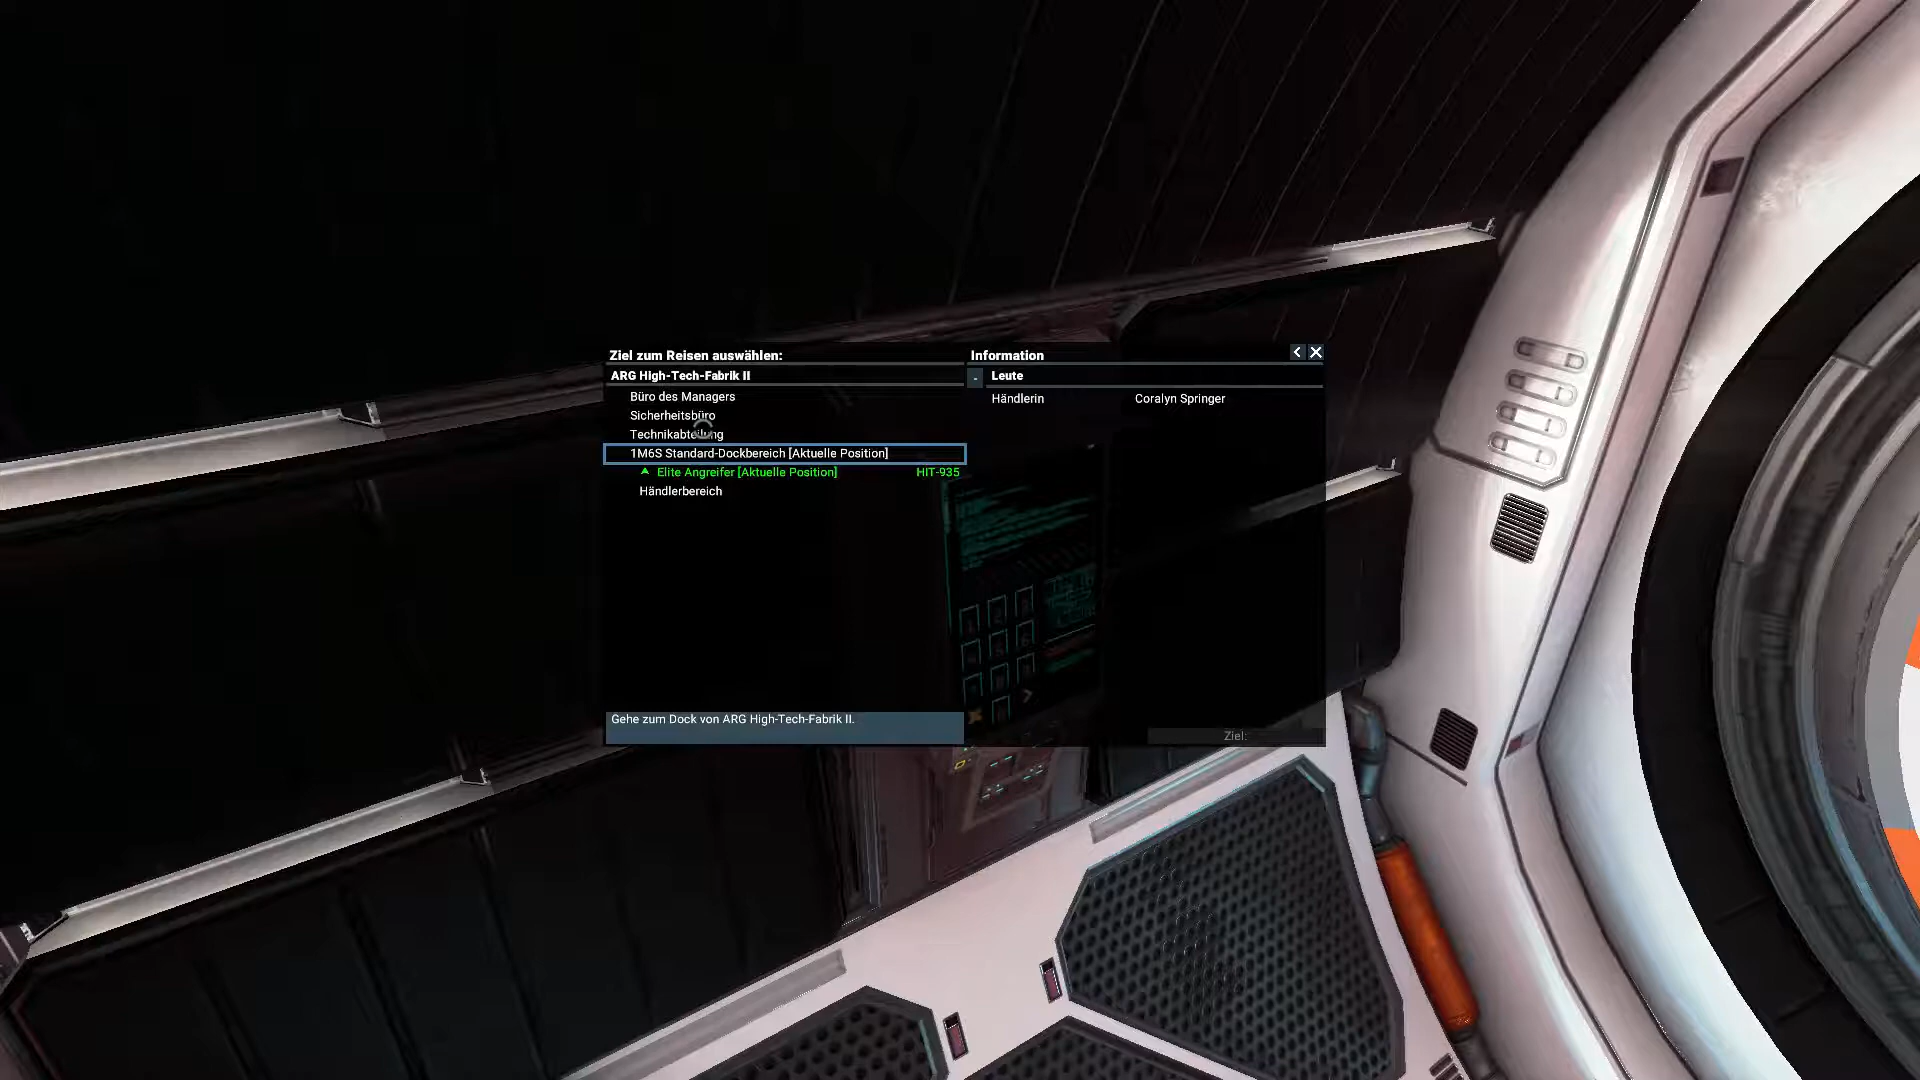 Ziel zum Reisen auswählen:
ARG High-Tech-Fabrik II
Büro des Managers
Sicherheitsbüro
Technikabteilung
1M6S Standard-Dockbereich [Aktuelle Position]
Elite Angreifer [Aktuelle Position] HIT-935
Händlerbereich
Gehe zum Dock von ARG High-Tech-Fabrik II.
Information
- Leute
Händlerin Coralyn Springer
Ziel: